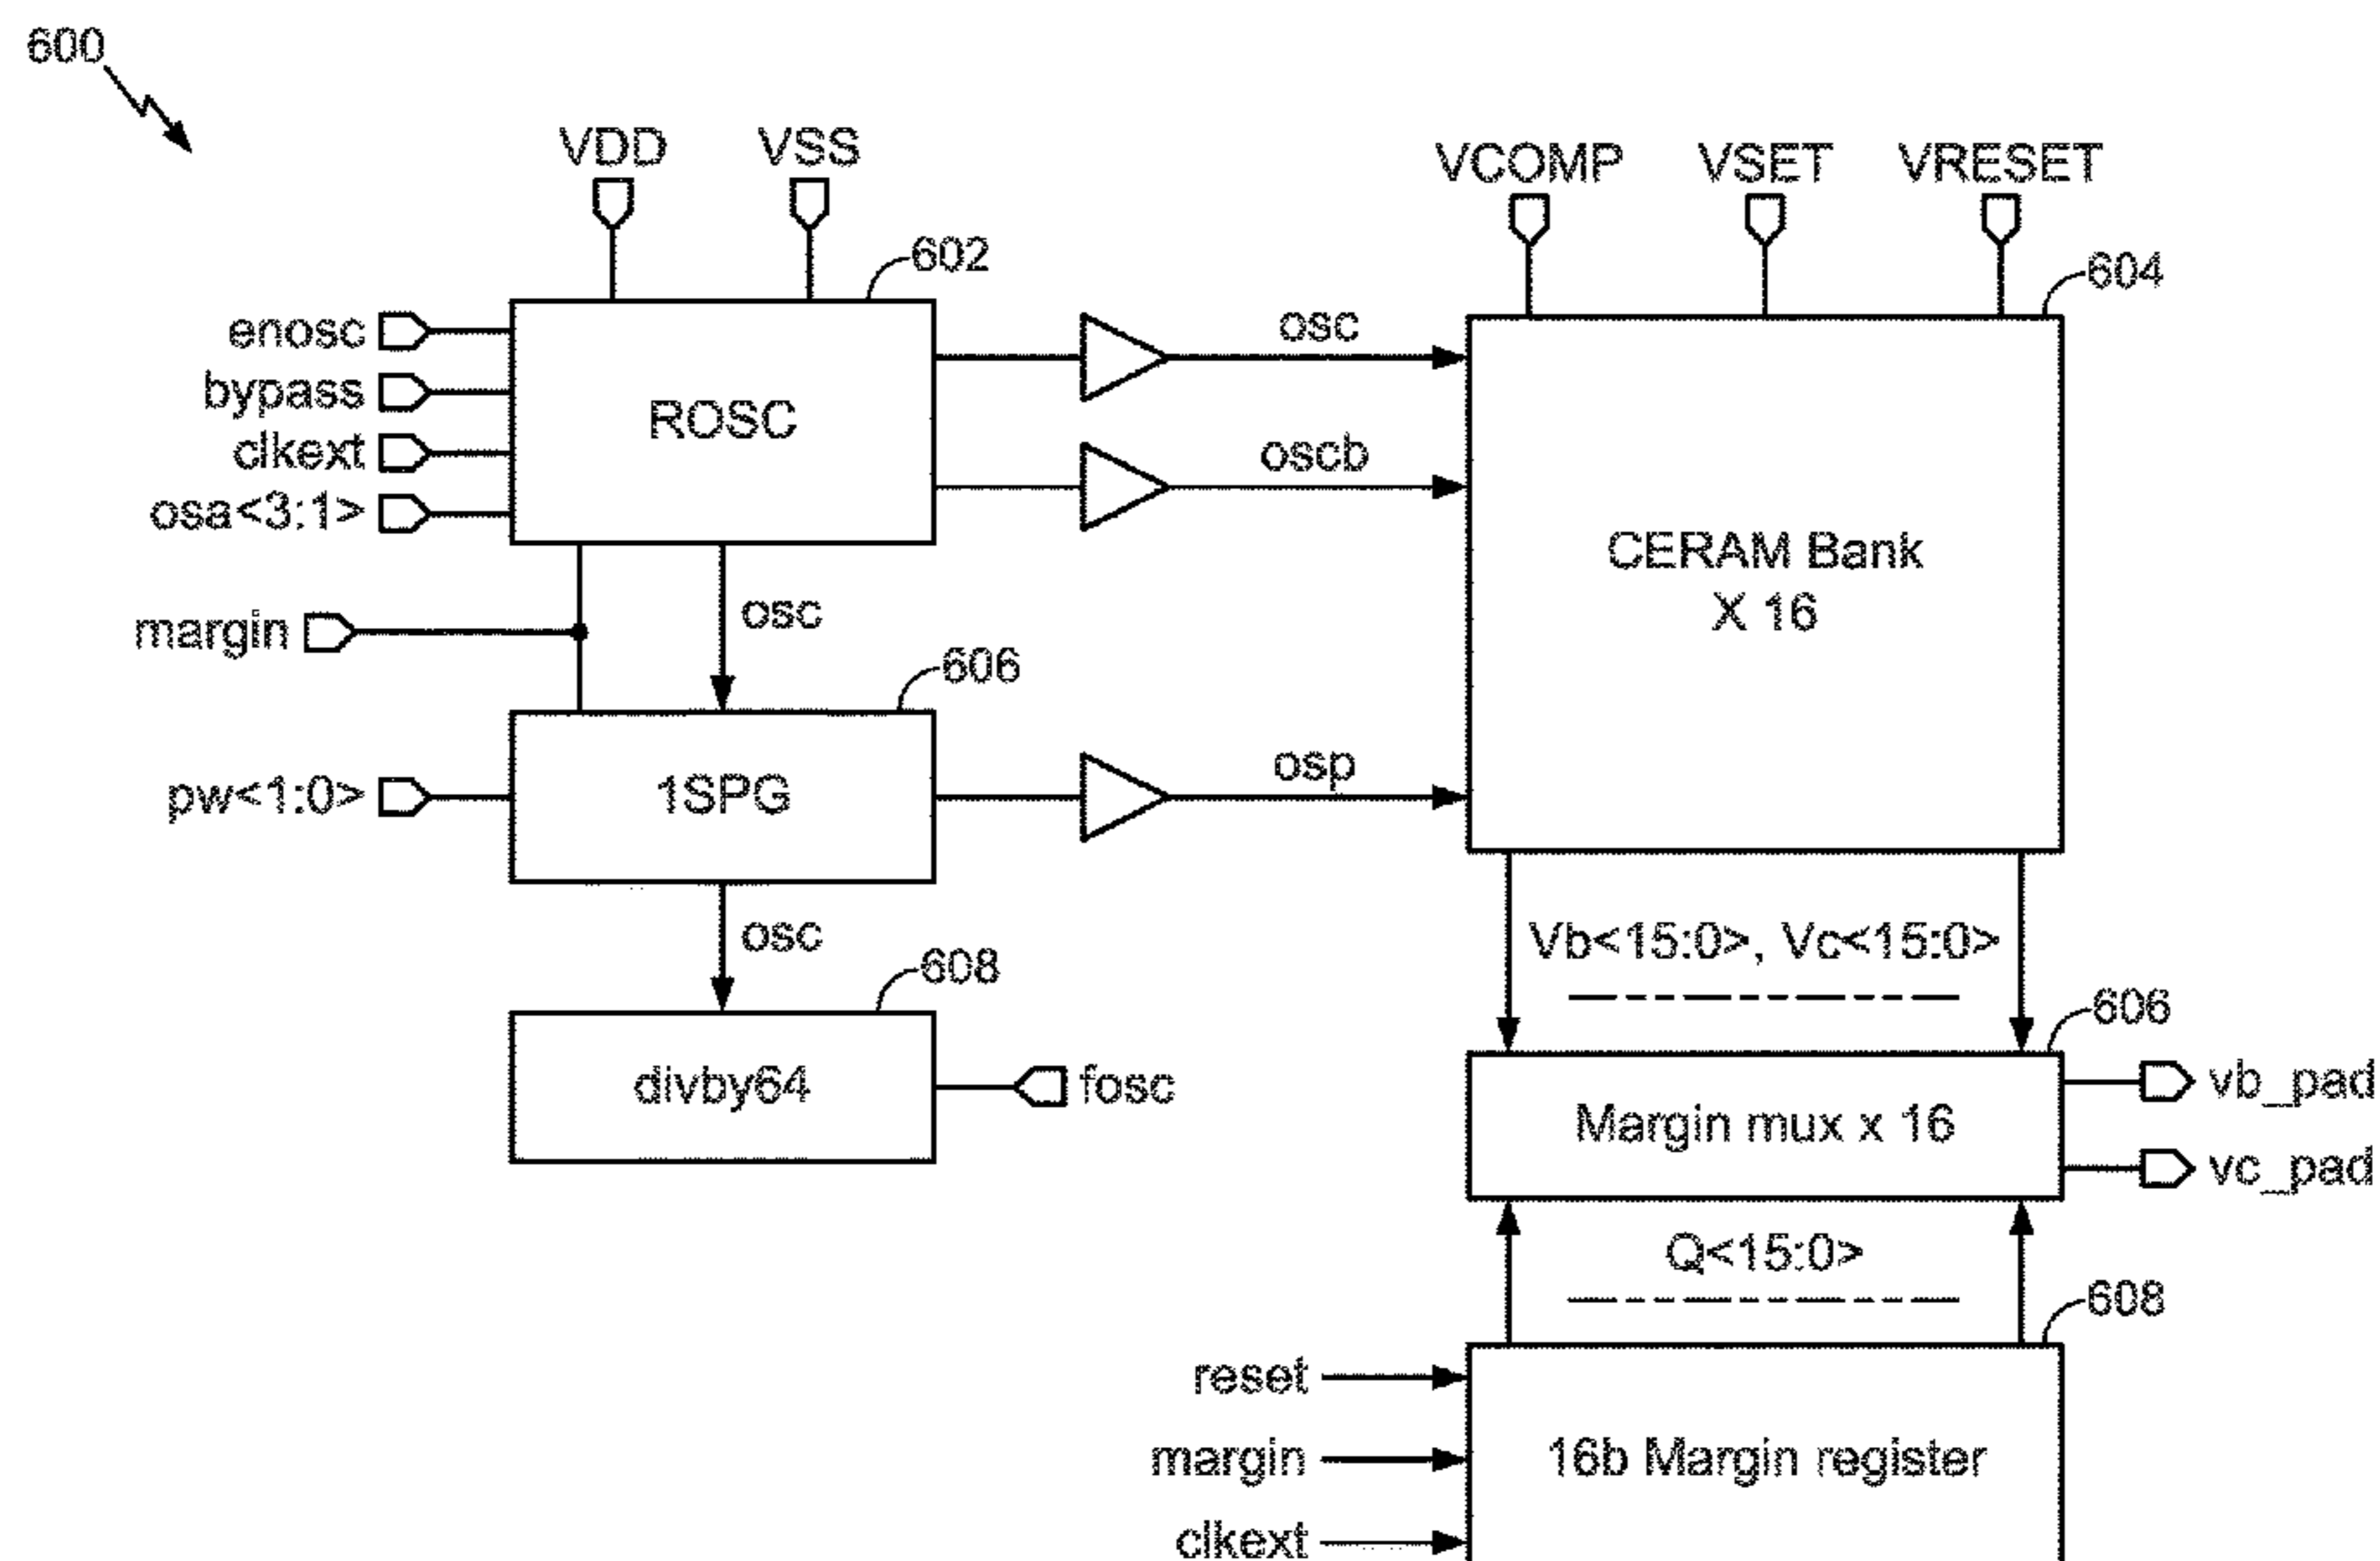 600
VDD
VSS
VCOMP
VSET
VRESET
602
604
enosc
bypass
clkext
osa<3:1>
ROSC
osc
oscb
CERAM Bank
X 16
margin
osc
606
pw<1:0>
1SPG
osp
osc
Vb<15:0>, Vc<15:0>
608
606
divby64
fosc
Margin mux x 16
vb_pad
vc_pad
Q<15:0>
608
reset
margin
clkext
16b Margin register